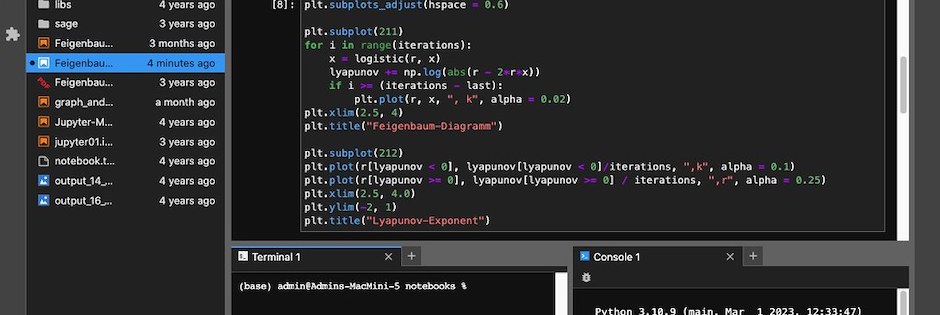 libs 4 years ago
sage 3 years ago
Feigenbau... 3 months ago
Feigenbau... 4 minutes ago
Feigenbau... 3 years ago
graph_and... a month ago
Jupyter-M... 4 years ago
jupyter01.i... 3 years ago
notebook.t... 4 years ago
output_14_... 4 years ago
output_16_... 4 years ago
[8]: plt.subplots_adjust(hspace = 0.6)
plt.subplot(211)
for i in range(iterations):
x = logistic(r, x)
lyapunov += np.log(abs(r - 2*r*x))
if i >= (iterations - last):
plt.plot(r, x, ", k", alpha = 0.02)
plt.xlim(2.5, 4)
plt.title("Feigenbaum-Diagramm")
plt.subplot(212)
plt.plot(r[lyapunov < 0], lyapunov[lyapunov < 0]/iterations, ",k", alpha = 0.1)
plt.plot(r[lyapunov >= 0], lyapunov[lyapunov >= 0] / iterations, ",r", alpha = 0.25)
plt.xlim(2.5, 4.0)
plt.ylim(-2, 1)
plt.title("Lyapunov-Exponent")
Terminal 1
(base) admin@Admins-MacMini-5 notebooks %
Console 1
Python 3.10.9 (main, Mar 1 2023, 12:33:47)